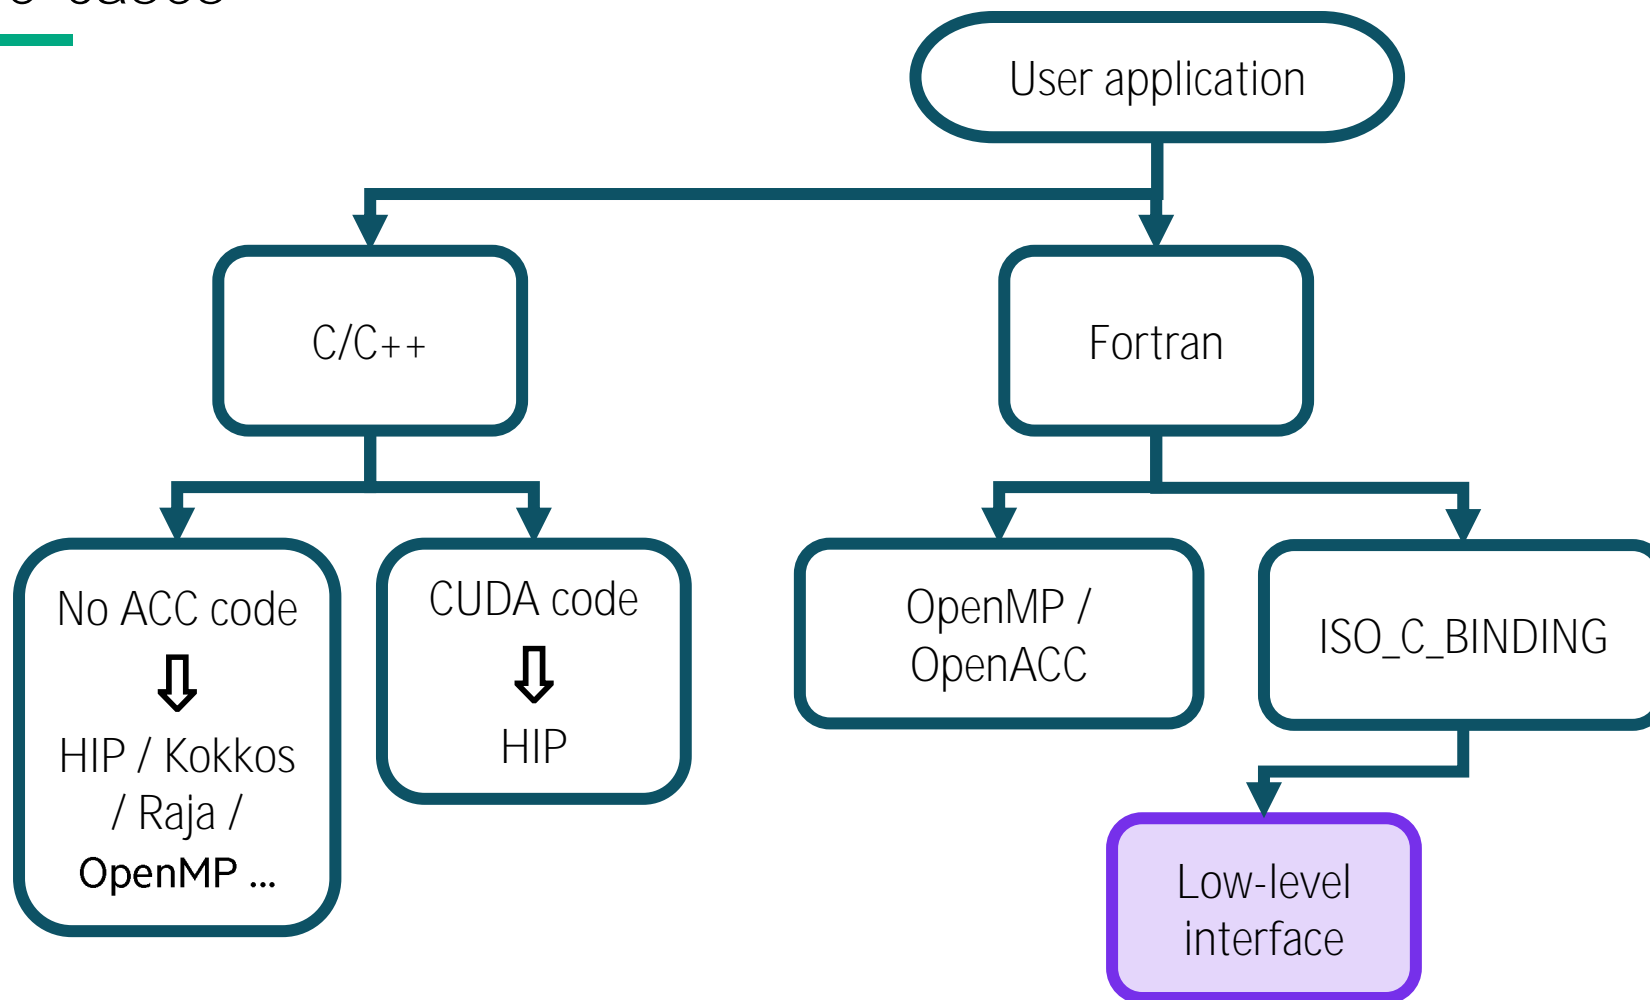 User application
C/C++
Fortran
No ACC code
HIP / Kokkos
/ Raja /
OpenMP ...
CUDA code
HIP
OpenMP /
OpenACC
ISO_C_BINDING
Low-level
interface